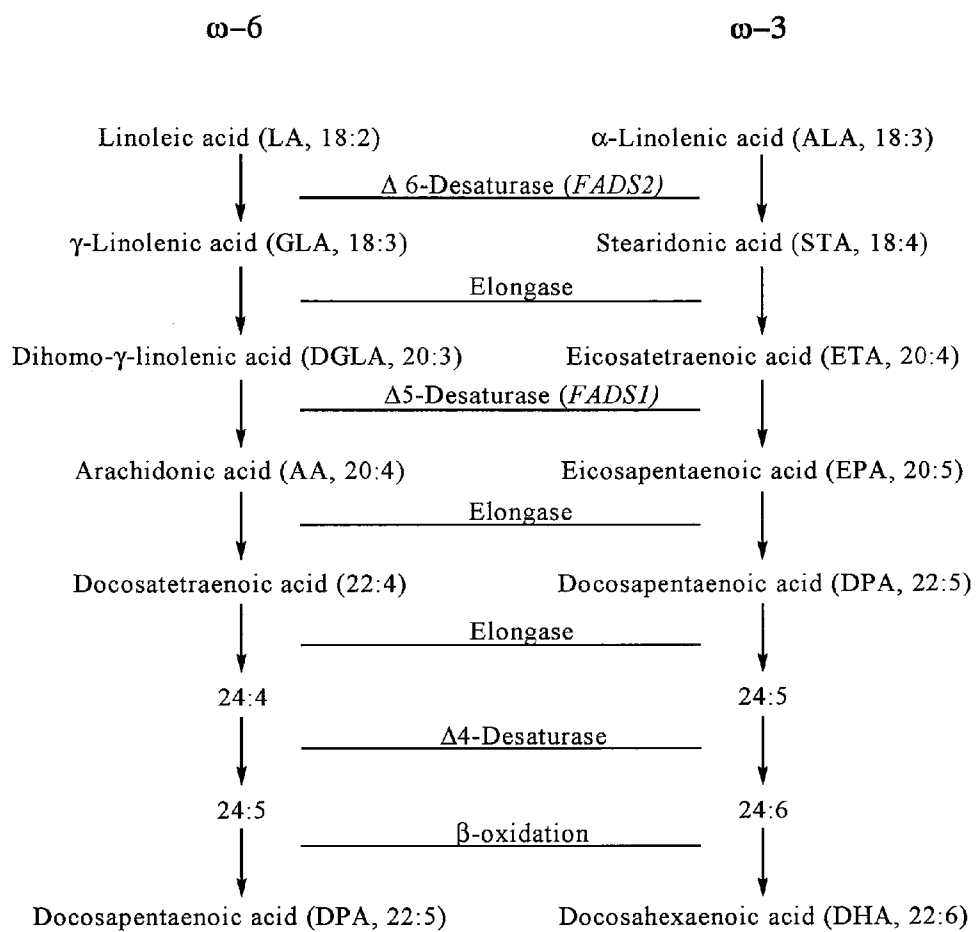 ω–6 ω–3
Linoleic acid (LA, 18:2) α-Linolenic acid (ALA, 18:3)
Δ 6-Desaturase (FADS2)
γ-Linolenic acid (GLA, 18:3) Stearidonic acid (STA, 18:4)
Elongase
Dihomo-γ-linolenic acid (DGLA, 20:3) Eicosatetraenoic acid (ETA, 20:4)
Δ5-Desaturase (FADS1)
Arachidonic acid (AA, 20:4) Eicosapentaenoic acid (EPA, 20:5)
Elongase
Docosatetraenoic acid (22:4) Docosapentaenoic acid (DPA, 22:5)
Elongase
24:4 24:5
Δ4-Desaturase
24:5 24:6
β-oxidation
Docosapentaenoic acid (DPA, 22:5) Docosahexaenoic acid (DHA, 22:6)